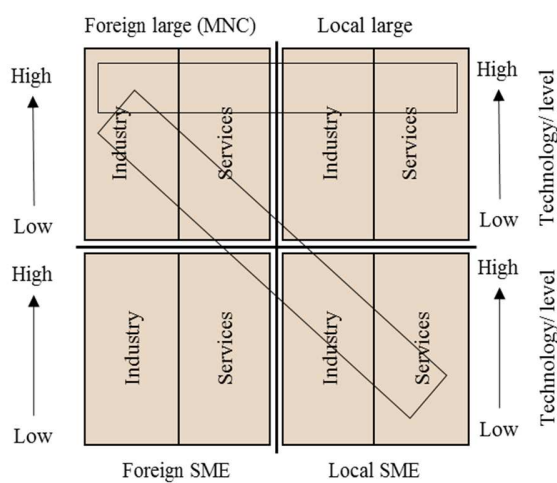 Foreign large (MNC) Local large
High High
Industry Services Industry Services Technology/ level
Low Low
High High
Industry Services Industry Services Technology/ level
Low Low
Foreign SME Local SME